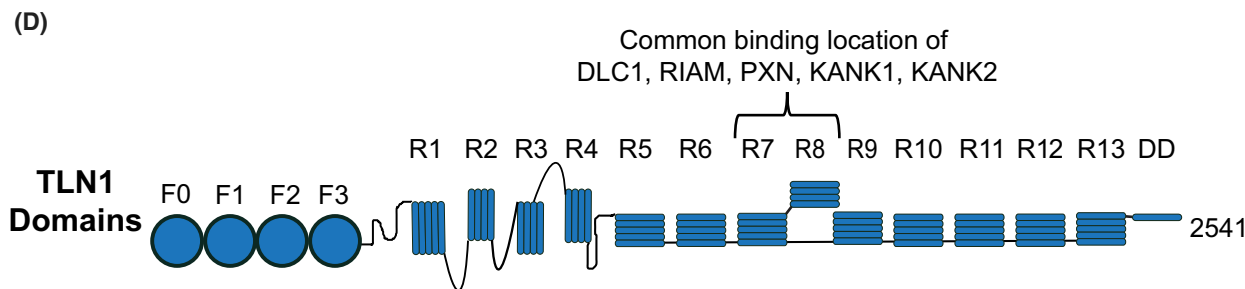 (D)
Common binding location of
DLC1, RIAM, PXN, KANK1, KANK2
R1 R2 R3 R4 R5 R6 R7 R8 R9 R10 R11 R12 R13 DD
TLN1
Domains
F0 F1 F2 F3
2541